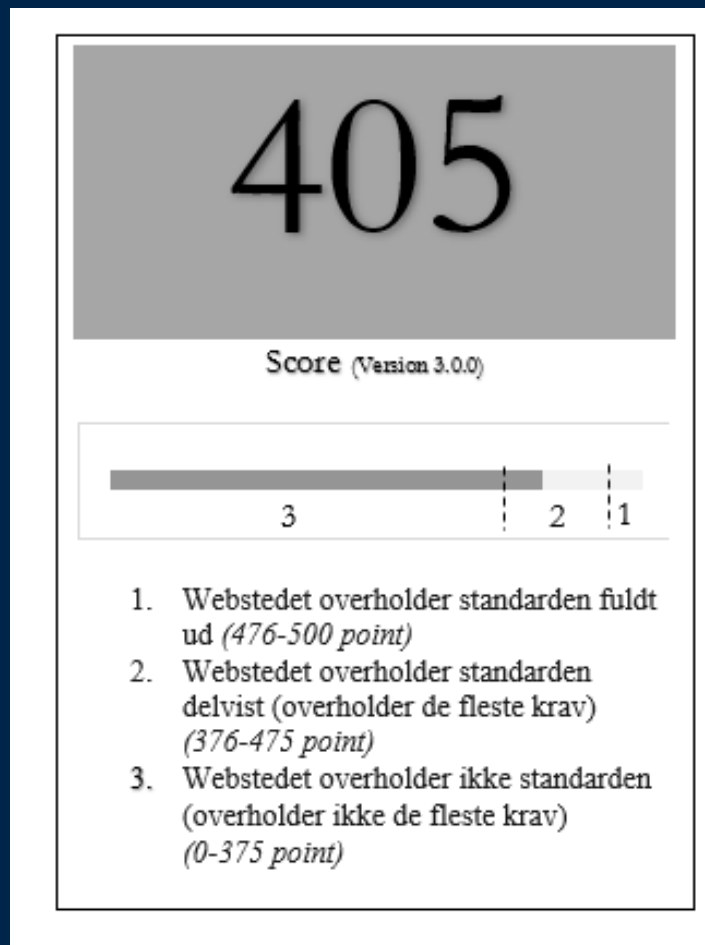 405
Score (Version 3.0.0)
3 2 1
1. Webstedet overholder standarden fuldt
ud (476-500 point)
2. Webstedet overholder standarden
delvist (overholder de fleste krav)
(376-475 point)
3. Webstedet overholder ikke standarden
(overholder ikke de fleste krav)
(0-375 point)